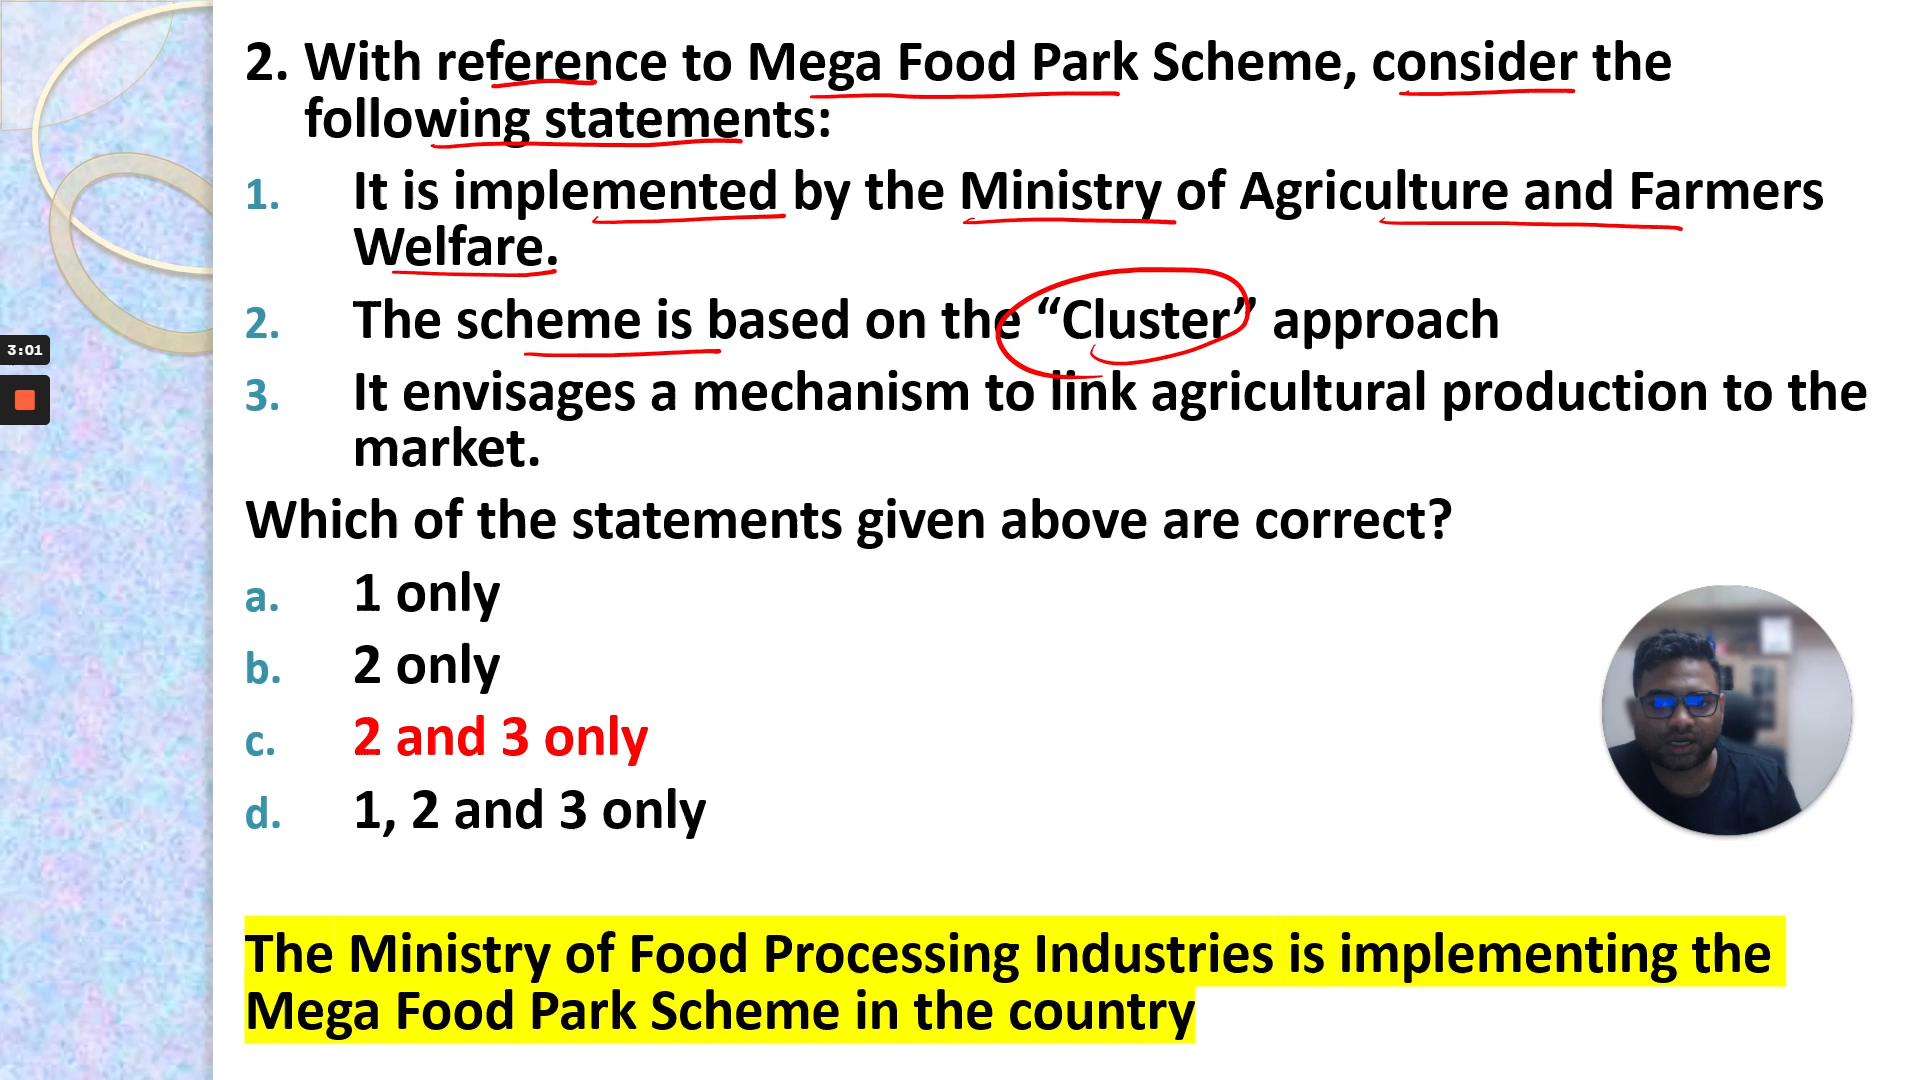 2. With reference to Mega Food Park Scheme, consider the
following statements:
1. It is implemented by the Ministry of Agriculture and Farmers
Welfare.
2. The scheme is based on the “Cluster” approach
3. It envisages a mechanism to link agricultural production to the
market.
Which of the statements given above are correct?
a. 1 only
b. 2 only
c. 2 and 3 only
d. 1, 2 and 3 only
The Ministry of Food Processing Industries is implementing the
Mega Food Park Scheme in the country
3:01